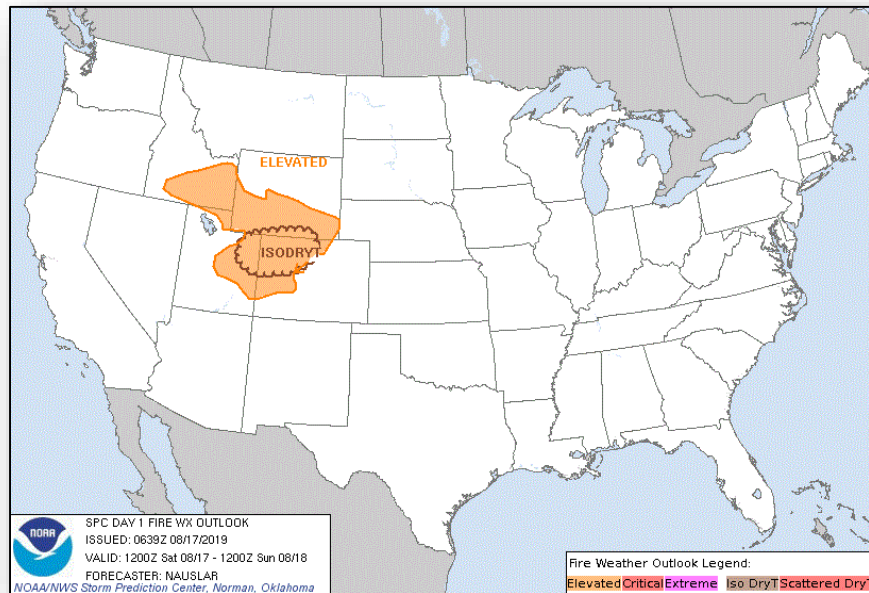 ELEVATED
ISODRYT
NOAA
SPC DAY 1 FIRE WX OUTLOOK
ISSUED: 0639Z 08/17/2019
VALID: 1200Z Sat 08/17 - 1200Z Sun 08/18
FORECASTER: NAUSLAR
NOAA/NWS Storm Prediction Center, Norman, Oklahoma
Fire Weather Outlook Legend:
Elevated Critical Extreme Iso DryT Scattered DryT